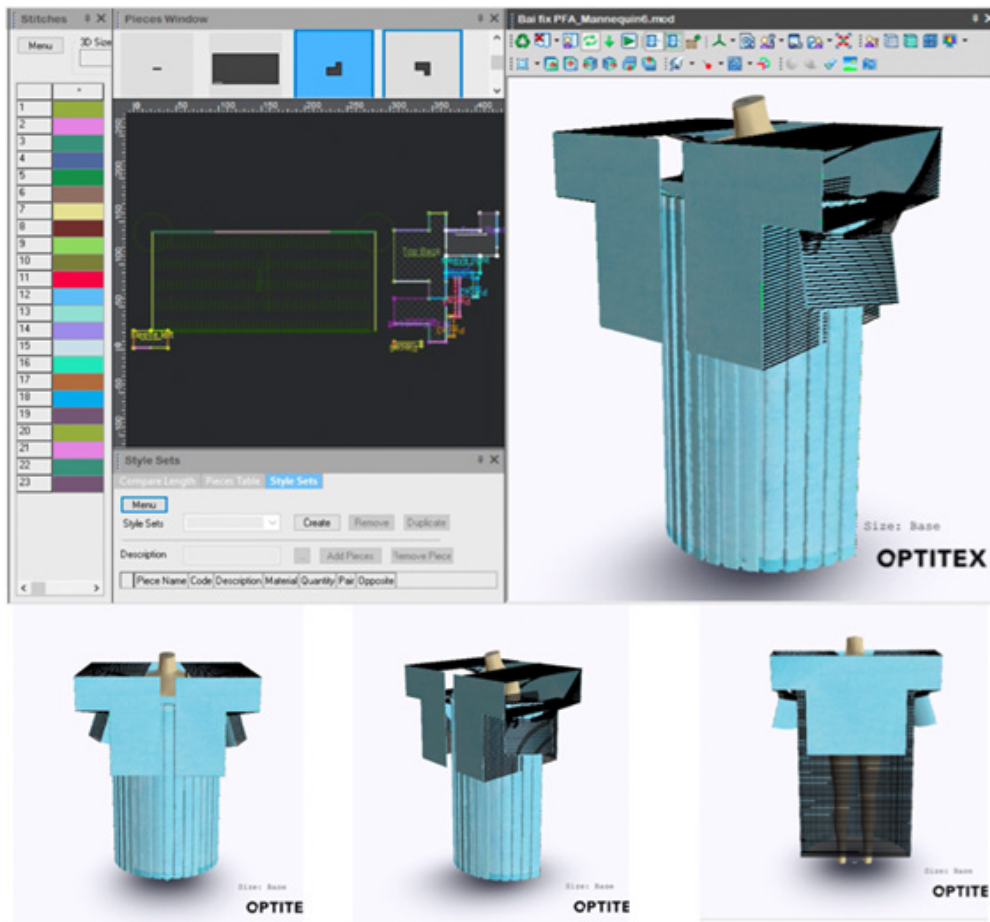 Stitches
Pieces Window
Bai fix PFA_Mannequin6.mod
Menu
3D Size
1
2
3
4
5
6
7
8
9
10
11
12
13
14
15
16
17
18
19
20
21
22
23
0
50
100
150
200
250
300
350
400
Top Back
Style Sets
Compare Length Pieces Table Style Sets
Menu
Style Sets Create Remove Duplicate
Description ... Add Pieces Remove Piece
Piece Name Code Description Material Quantity Pair Opposite
Size: Base
OPTITEX
Size: Base
OPTITE
Size: Base
OPTITE
Size: Base
OPTITE